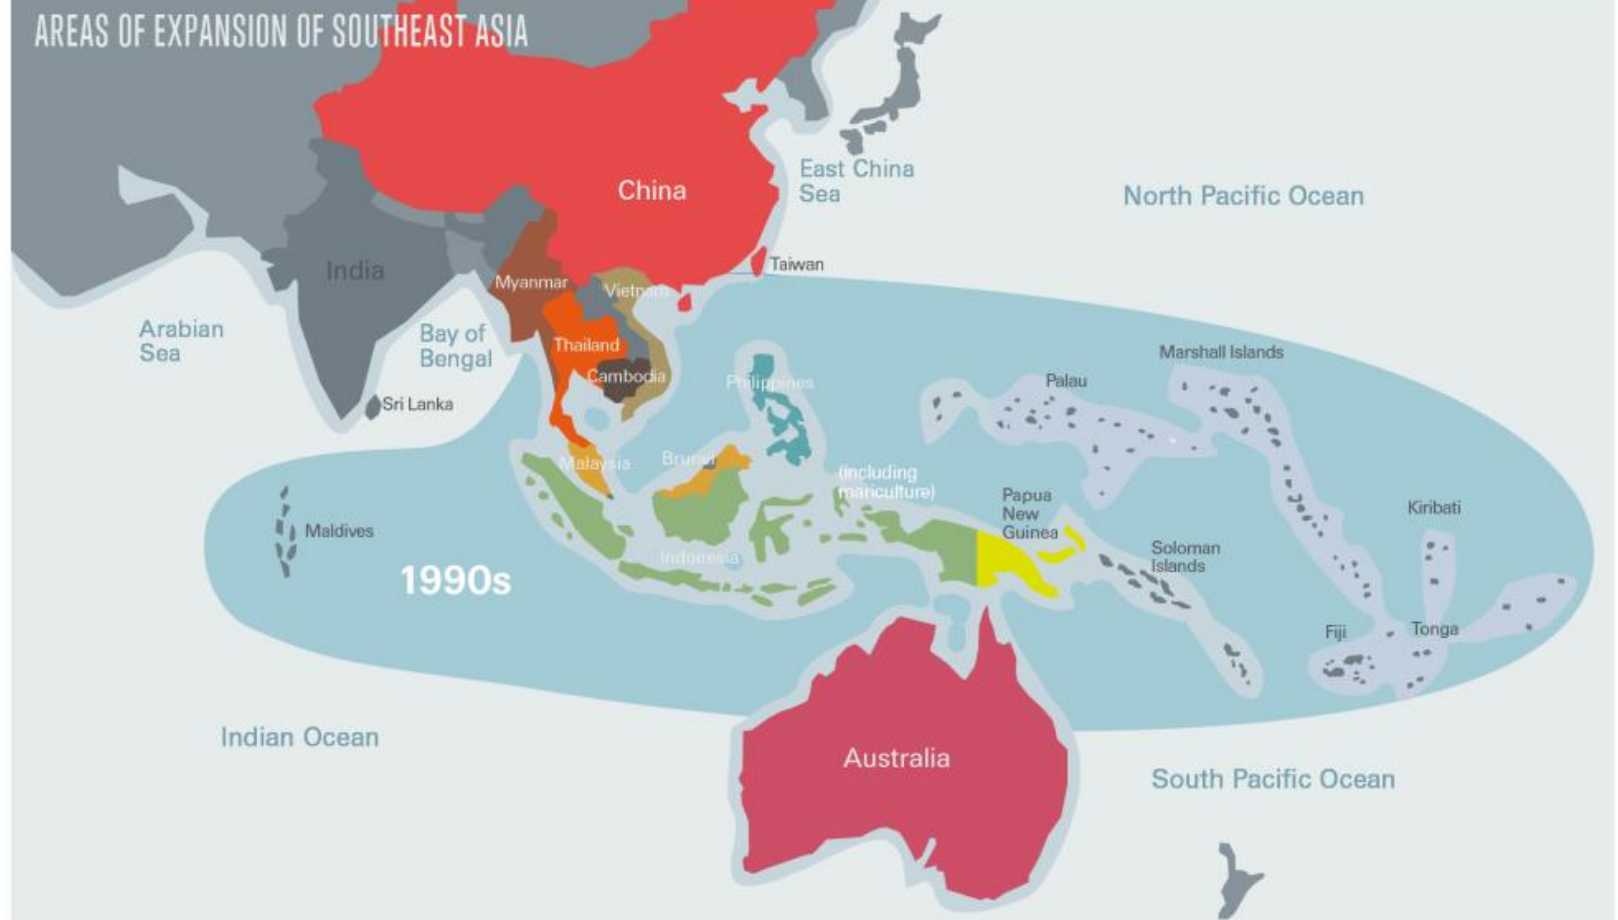 AREAS OF EXPANSION OF SOUTHEAST ASIA
China
East China
Sea
North Pacific Ocean
Taiwan
India
Myanmar
Vietnam
Arabian
Sea
Bay of
Bengal
Thailand
Cambodia
Sri Lanka
Philippines
Palau
Marshall Islands
Malaysia
Brunei
(including
mariculture)
Papua
New
Guinea
Kiribati
Maldives
Indonesia
Soloman
Islands
1990s
Fiji
Tonga
Indian Ocean
Australia
South Pacific Ocean